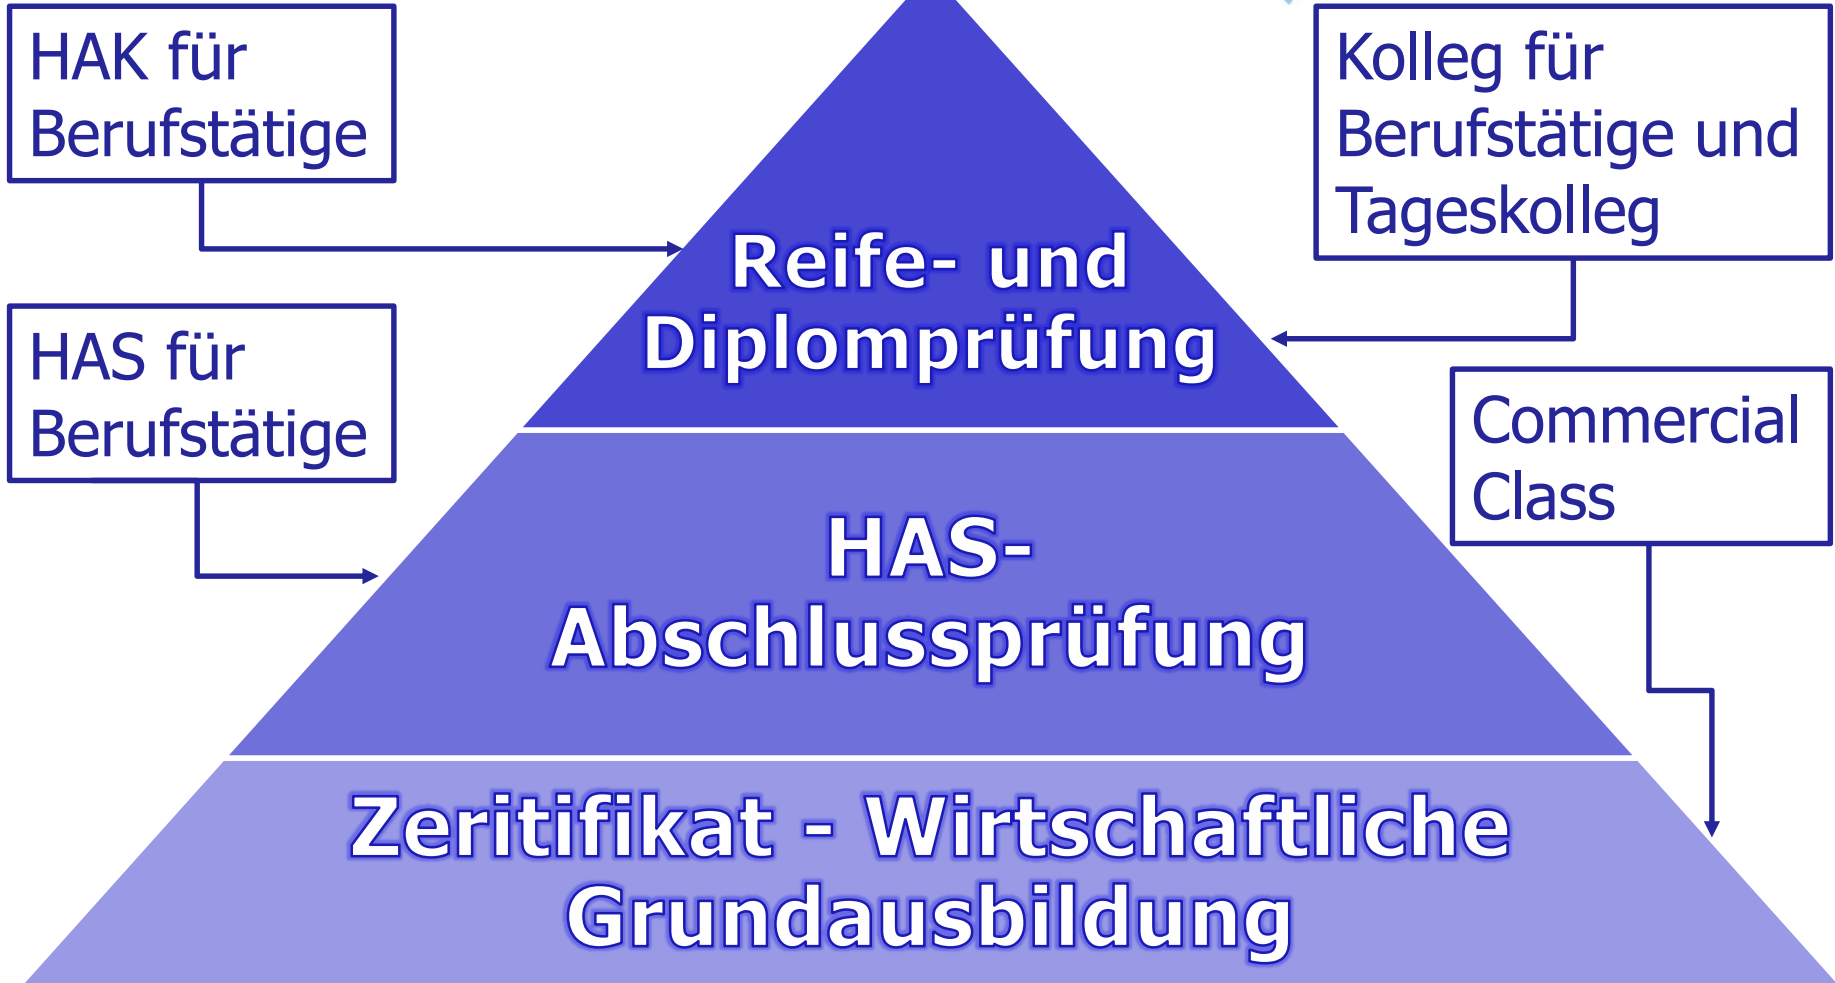 HAK für
Berufstätige
Kolleg für
Berufstätige und
Tageskolleg
Reife- und
Diplomprüfung
HAS für
Berufstätige
Commercial
Class
HAS-
Abschlussprüfung
Zeritifikat - Wirtschaftliche
Grundausbildung